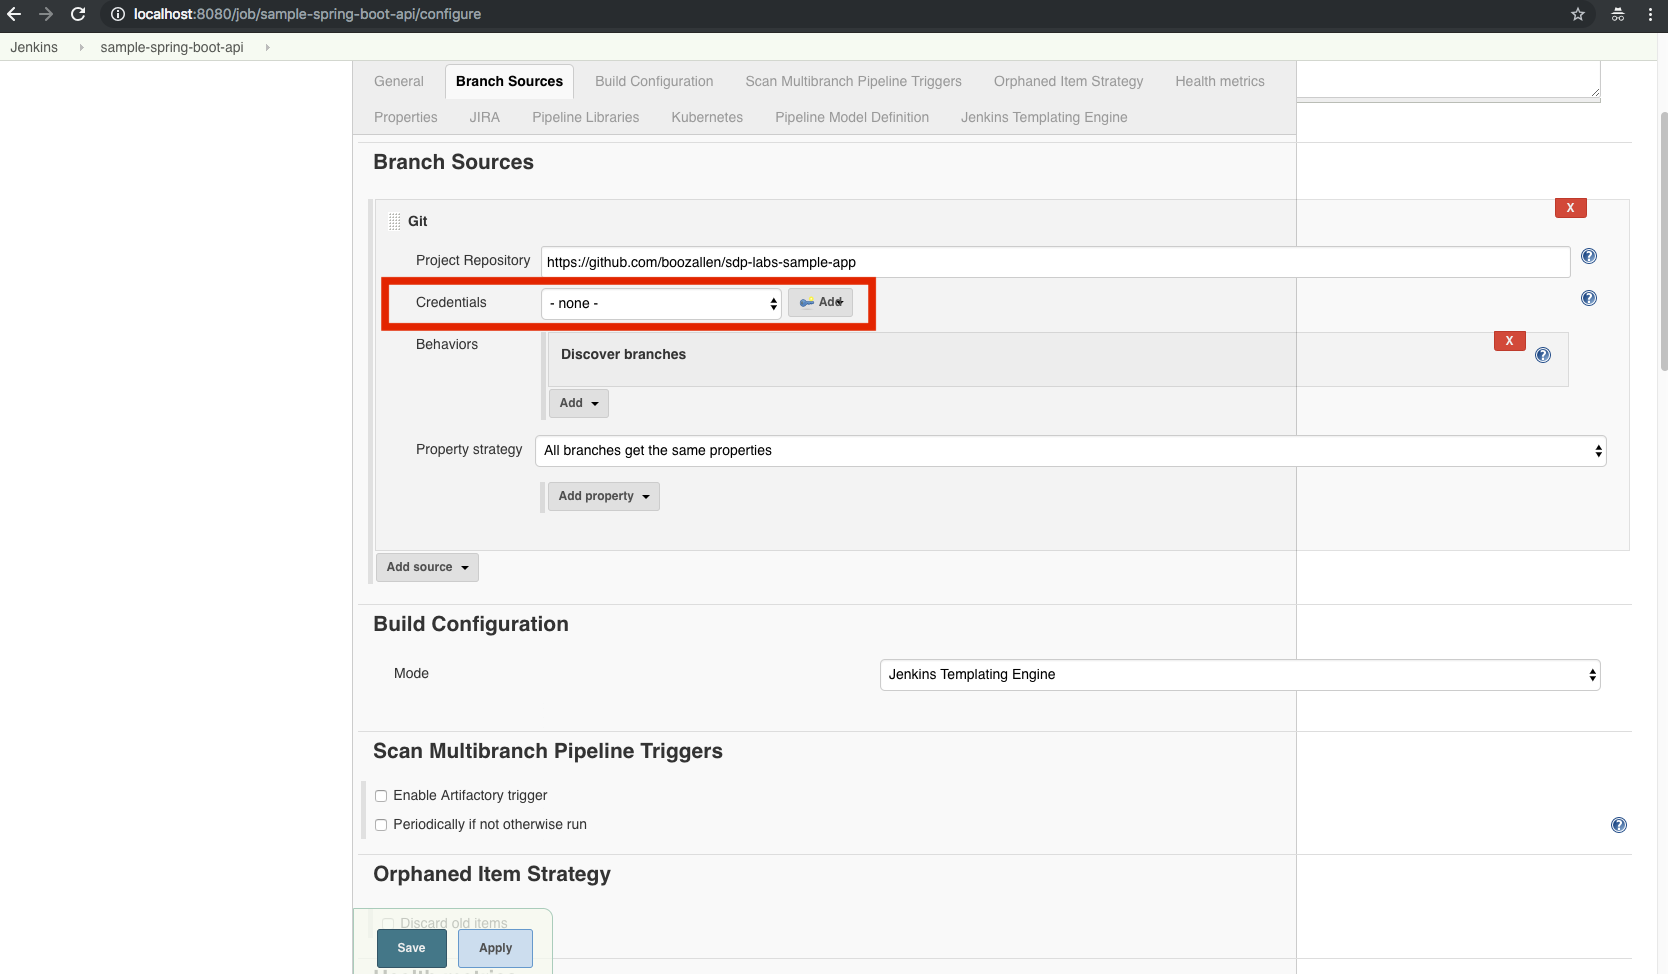 localhost:8080/job/sample-spring-boot-api/configure
Jenkins sample-spring-boot-api
General Branch Sources Build Configuration Scan Multibranch Pipeline Triggers Orphaned Item Strategy Health metrics
Properties JIRA Pipeline Libraries Kubernetes Pipeline Model Definition Jenkins Templating Engine
Branch Sources
X
Git
Project Repository https://github.com/boozallen/sdp-labs-sample-app
Credentials - none - Add
Behaviors
Discover branches
X
Add
Property strategy All branches get the same properties
Add property
Add source
Build Configuration
Mode Jenkins Templating Engine
Scan Multibranch Pipeline Triggers
Enable Artifactory trigger
Periodically if not otherwise run
Orphaned Item Strategy
Discard old items
Save Apply